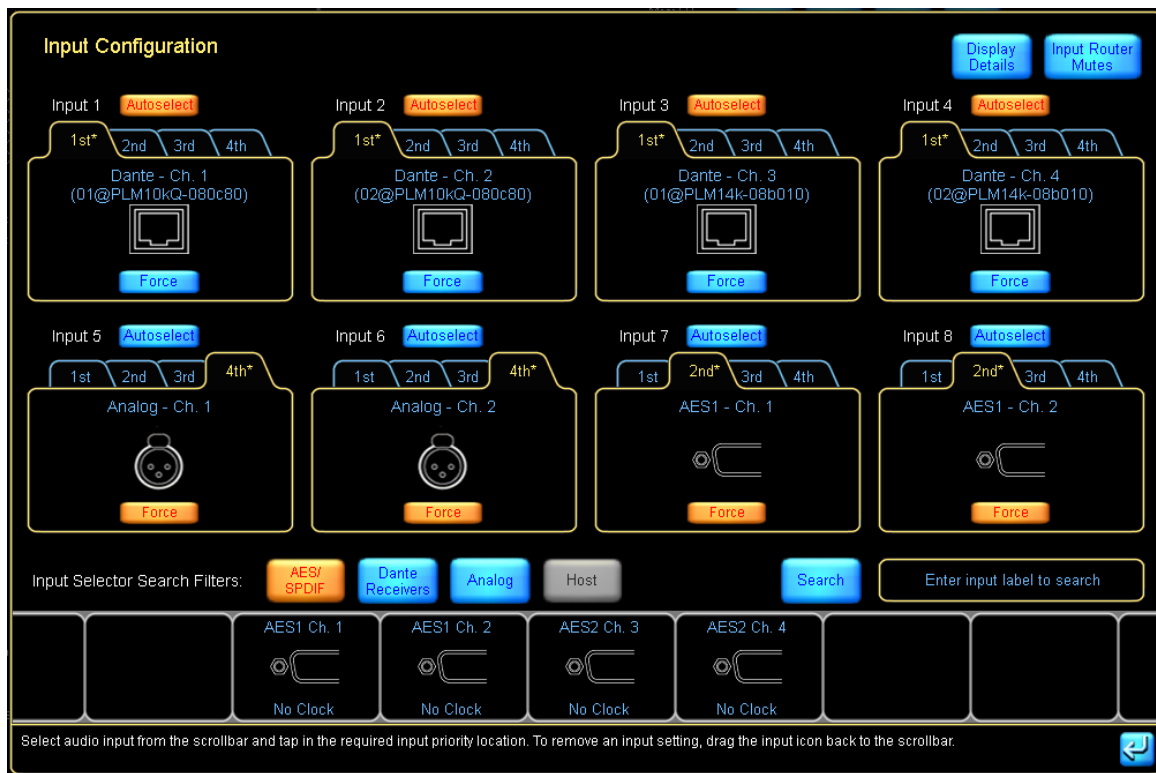 Input Configuration
Display Details
Input Router Mutes
Input 1 Autoselect
1st* 2nd 3rd 4th
Dante - Ch. 1
(01@PLM10kQ-080c80)
Force
Input 2 Autoselect
1st* 2nd 3rd 4th
Dante - Ch. 2
(02@PLM10kQ-080c80)
Force
Input 3 Autoselect
1st* 2nd 3rd 4th
Dante - Ch. 3
(01@PLM14k-08b010)
Force
Input 4 Autoselect
1st* 2nd 3rd 4th
Dante - Ch. 4
(02@PLM14k-08b010)
Force
Input 5 Autoselect
1st 2nd 3rd 4th*
Analog - Ch. 1
Force
Input 6 Autoselect
1st 2nd 3rd 4th*
Analog - Ch. 2
Force
Input 7 Autoselect
1st 2nd* 3rd 4th
AES1 - Ch. 1
Force
Input 8 Autoselect
1st 2nd* 3rd 4th
AES1 - Ch. 2
Force
Input Selector Search Filters:
AES/
SPDIF
Dante
Receivers
Analog
Host
Search
Enter input label to search
AES1 Ch. 1
No Clock
AES1 Ch. 2
No Clock
AES2 Ch. 3
No Clock
AES2 Ch. 4
No Clock
Select audio input from the scrollbar and tap in the required input priority location. To remove an input setting, drag the input icon back to the scrollbar.